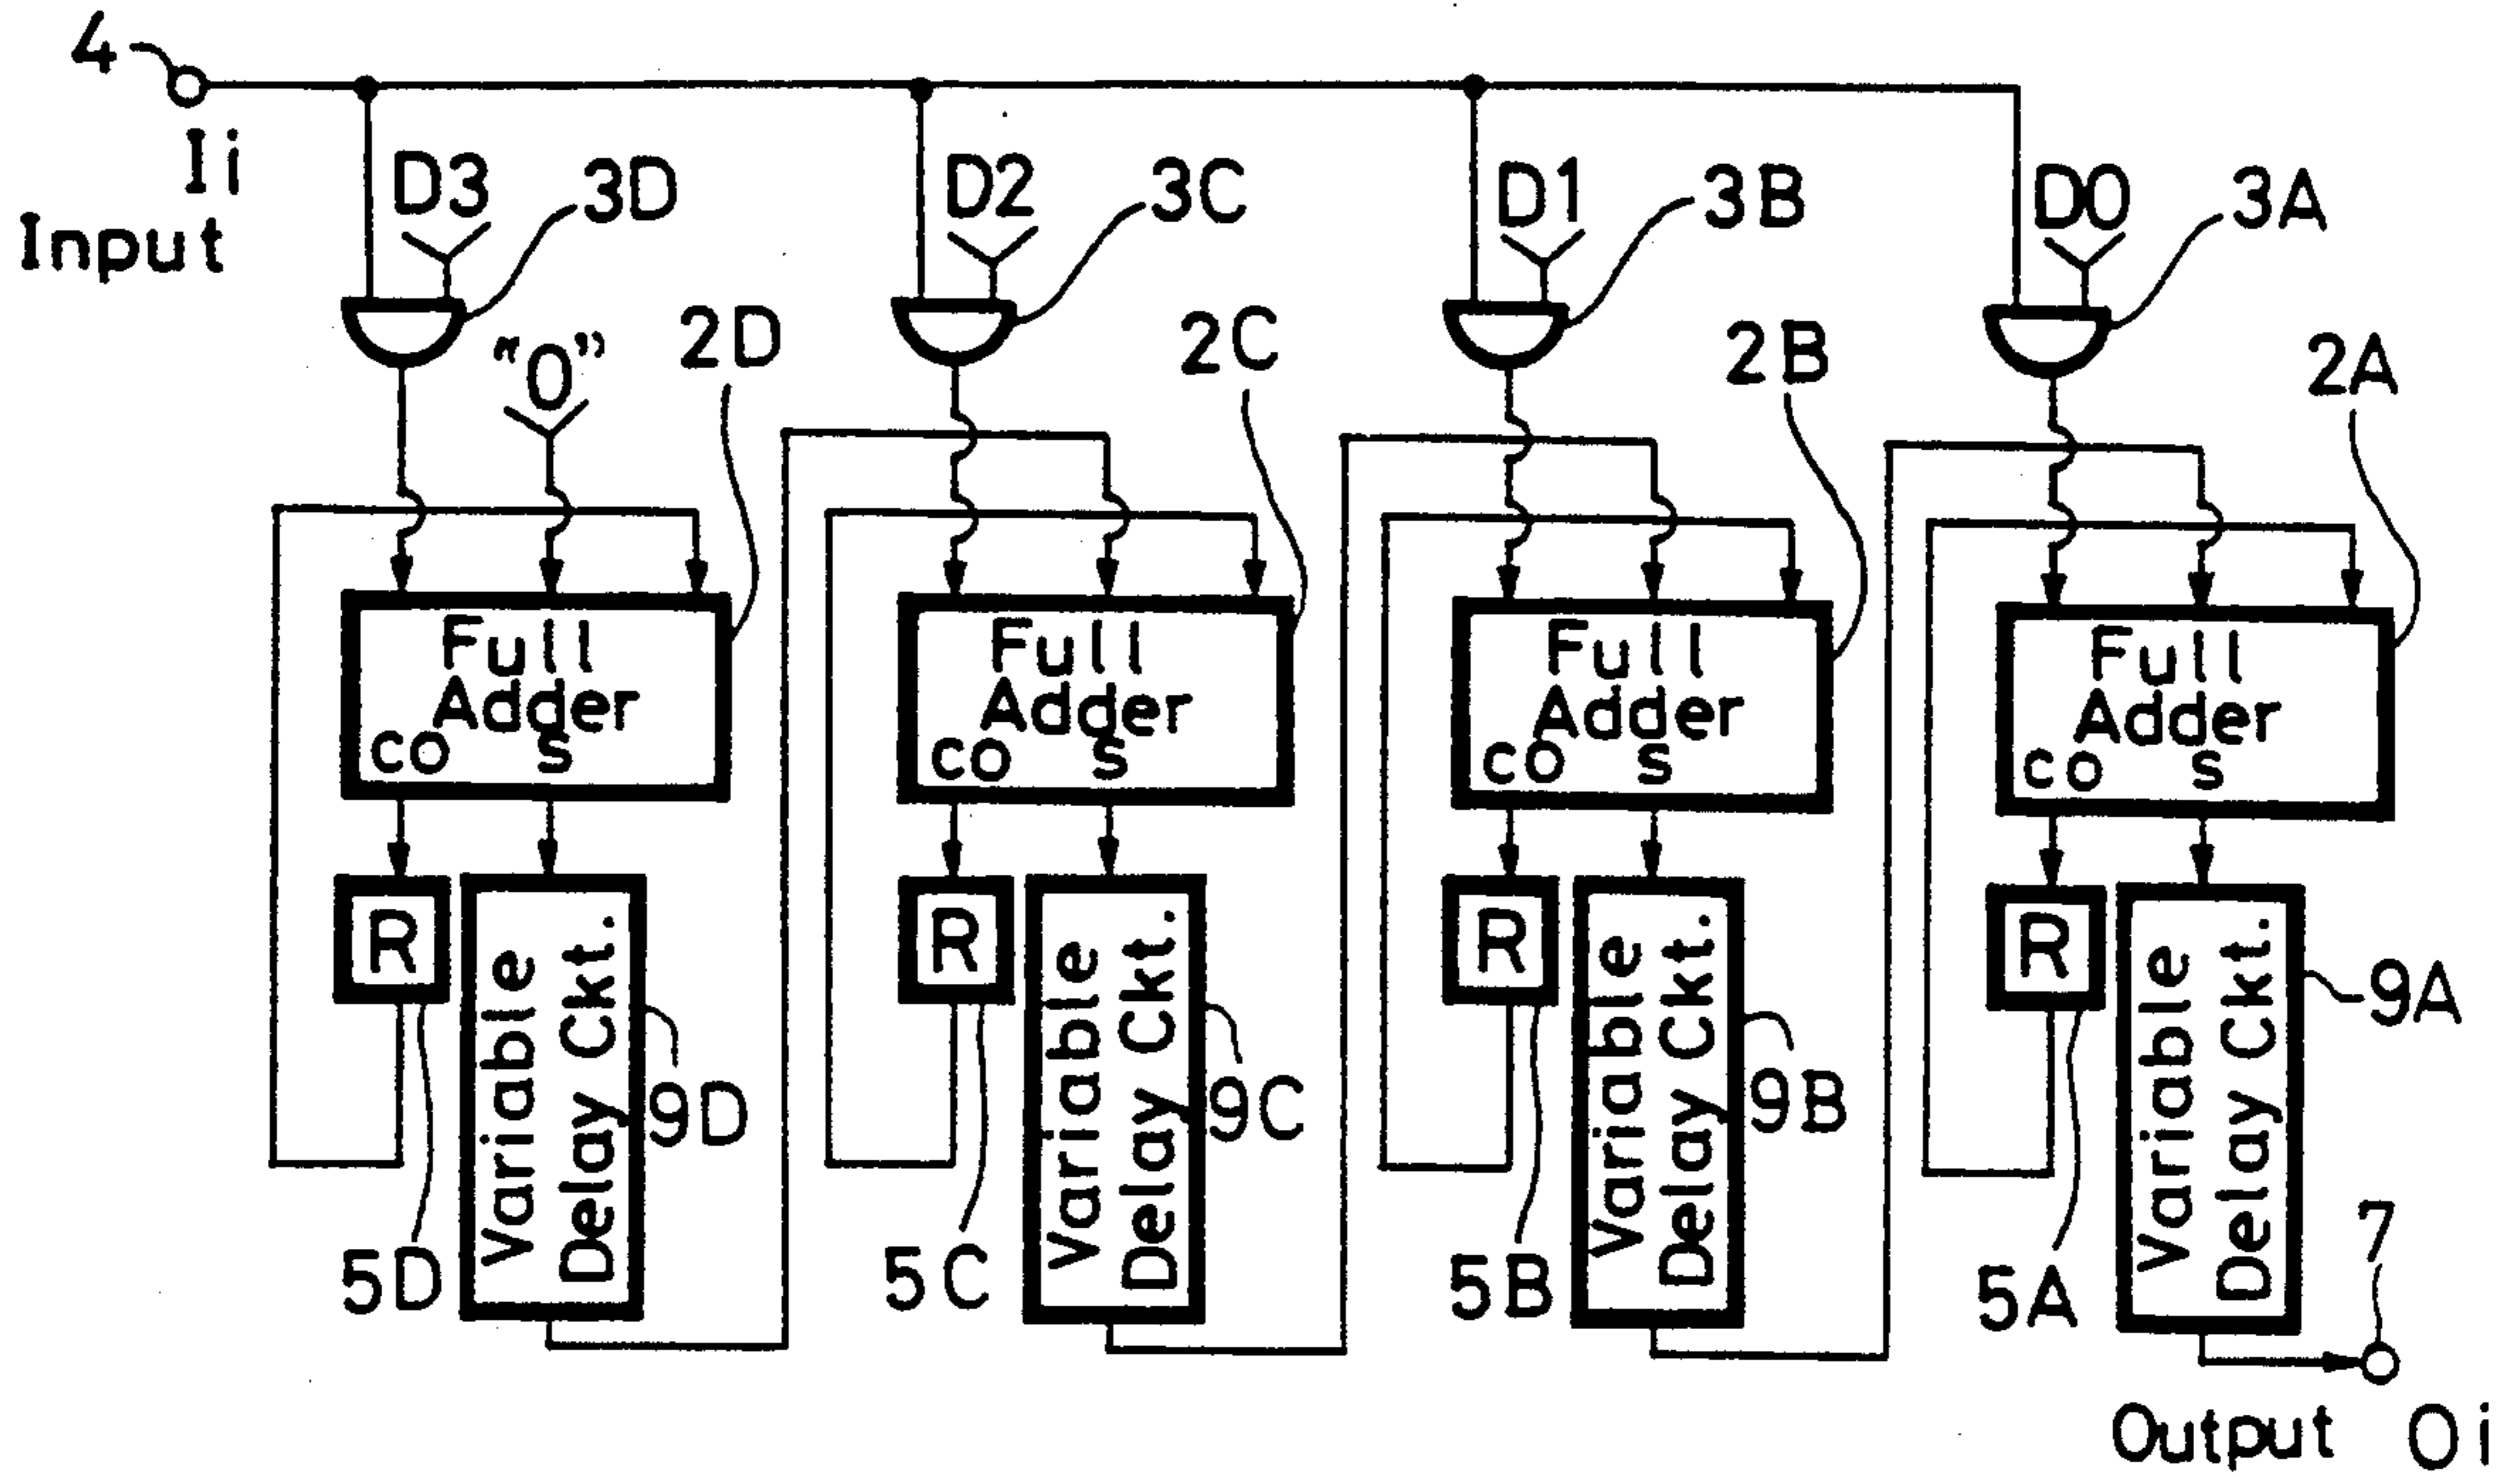 4
Ii
Input
D3
3D
D2
3C
D1
3B
D0
3A
“0”
2D
2C
2B
2A
Full
Adder
co s
Full
Adder
co s
Full
Adder
co s
Full
Adder
co s
R
Variable
Delay Ckt.
9D
5D
R
Variable
Delay Ckt.
9C
5C
R
Variable
Delay Ckt.
9B
5B
R
Variable
Delay Ckt.
9A
5A
7
Output Oi